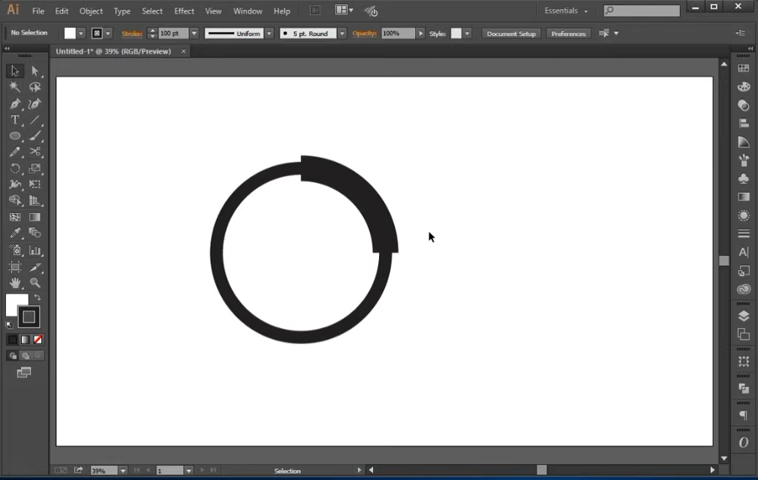 Ai File Edit Object Type Select Effect View Window Help Essentials
No Selection Stroke: 100 pt Uniform 5 pt. Round Opacity: 100% Style: Document Setup Preferences
Untitled-1* @ 39% (RGB/Preview) ×
39% 1 Selection